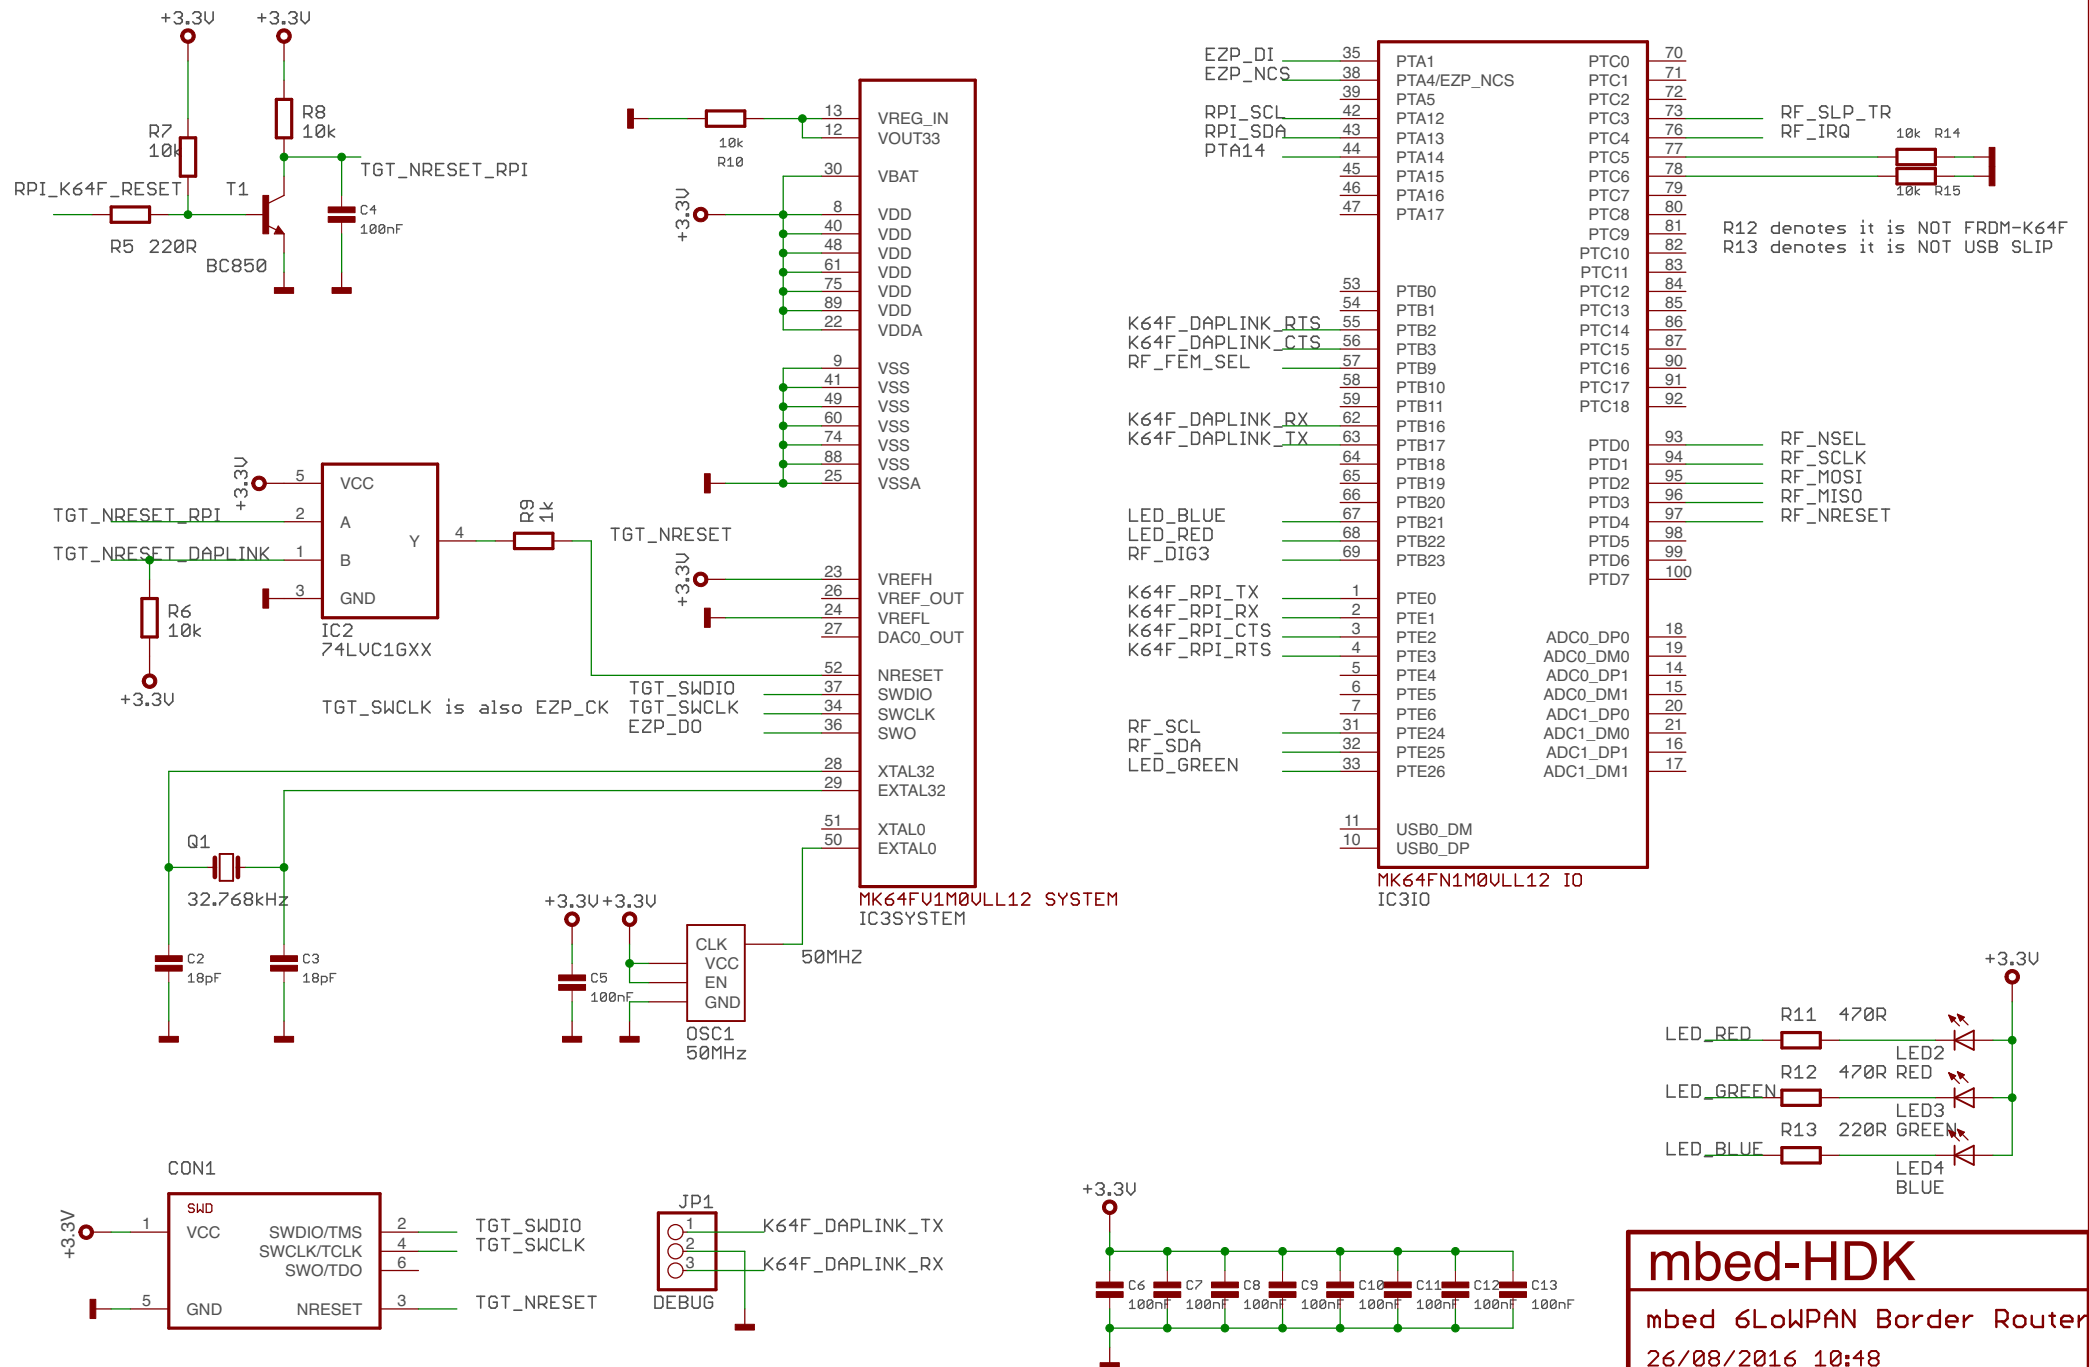 +3.3V
+3.3V
R7
10k
R8
10k
TGT_NRESET_RPI
RPI_K64F_RESET
T1
R5 220R
BC850
C4
100nF
10k
R10
+3.3V
13 VREG_IN
12 VOUT33
30 VBAT
8 VDD
40 VDD
48 VDD
61 VDD
75 VDD
89 VDD
22 VDDA
9 VSS
41 VSS
49 VSS
60 VSS
74 VSS
88 VSS
25 VSSA
23 VREFH
26 VREF_OUT
24 VREFL
27 DAC0_OUT
52 NRESET
37 SWDIO
34 SWCLK
36 SWO
28 XTAL32
29 EXTAL32
51 XTAL0
50 EXTAL0
MK64FV1M0VLL12 SYSTEM
IC3SYSTEM
+3.3V
5 VCC
TGT_NRESET_RPI
2 A
Y 4
TGT_NRESET_DAPLINK
1 B
3 GND
IC2
74LVC1GXX
R6
10k
+3.3V
R9
1k
TGT_NRESET
+3.3V
TGT_SWCLK is also EZP_CK
TGT_SWDIO
TGT_SWCLK
EZP_DO
Q1
32.768kHz
C2
18pF
C3
18pF
+3.3V
+3.3V
C5
100nF
CLK
VCC
EN
GND
OSC1
50MHz
50MHZ
EZP_DI 35 PTA1
EZP_NCS 38 PTA4/EZP_NCS
39 PTA5
RPI_SCL 42 PTA12
RPI_SDA 43 PTA13
PTA14 44 PTA14
45 PTA15
46 PTA16
47 PTA17
53 PTB0
54 PTB1
K64F_DAPLINK_RTS 55 PTB2
K64F_DAPLINK_CTS 56 PTB3
RF_FEM_SEL 57 PTB9
58 PTB10
59 PTB11
K64F_DAPLINK_RX 62 PTB16
K64F_DAPLINK_TX 63 PTB17
64 PTB18
65 PTB19
66 PTB20
LED_BLUE 67 PTB21
LED_RED 68 PTB22
RF_DIG3 69 PTB23
K64F_RPI_TX 1 PTE0
K64F_RPI_RX 2 PTE1
K64F_RPI_CTS 3 PTE2
K64F_RPI_RTS 4 PTE3
5 PTE4
6 PTE5
7 PTE6
RF_SCL 31 PTE24
RF_SDA 32 PTE25
LED_GREEN 33 PTE26
11 USB0_DM
10 USB0_DP
PTC0 70
PTC1 71
PTC2 72
PTC3 73 RF_SLP_TR
PTC4 76 RF_IRQ
PTC5 77
PTC6 78
PTC7 79
PTC8 80
PTC9 81
PTC10 82
PTC11 83
PTC12 84
PTC13 85
PTC14 86
PTC15 87
PTC16 90
PTC17 91
PTC18 92
PTD0 93 RF_NSEL
PTD1 94 RF_SCLK
PTD2 95 RF_MOSI
PTD3 96 RF_MISO
PTD4 97 RF_NRESET
PTD5 98
PTD6 99
PTD7 100
ADC0_DP0 18
ADC0_DM0 19
ADC0_DP1 14
ADC0_DM1 15
ADC1_DP0 20
ADC1_DM0 21
ADC1_DP1 16
ADC1_DM1 17
MK64FN1M0VLL12 IO
IC3IO
10k R14
10k R15
R12 denotes it is NOT FRDM-K64F
R13 denotes it is NOT USB SLIP
+3.3V
LED_RED R11 470R
LED2
RED
LED_GREEN R12 470R
LED3
GREEN
LED_BLUE R13 220R
LED4
BLUE
CON1
SWD
+3.3V
1 VCC
5 GND
SWDIO/TMS 2 TGT_SWDIO
SWCLK/TCLK 4 TGT_SWCLK
SWO/TDO 6
NRESET 3 TGT_NRESET
JP1
1 K64F_DAPLINK_TX
2
3 K64F_DAPLINK_RX
DEBUG
+3.3V
C6 C7 C8 C9 C10 C11 C12 C13
100nF 100nF 100nF 100nF 100nF 100nF 100nF 100nF
mbed-HDK
mbed 6LoWPAN Border Router
26/08/2016 10:48